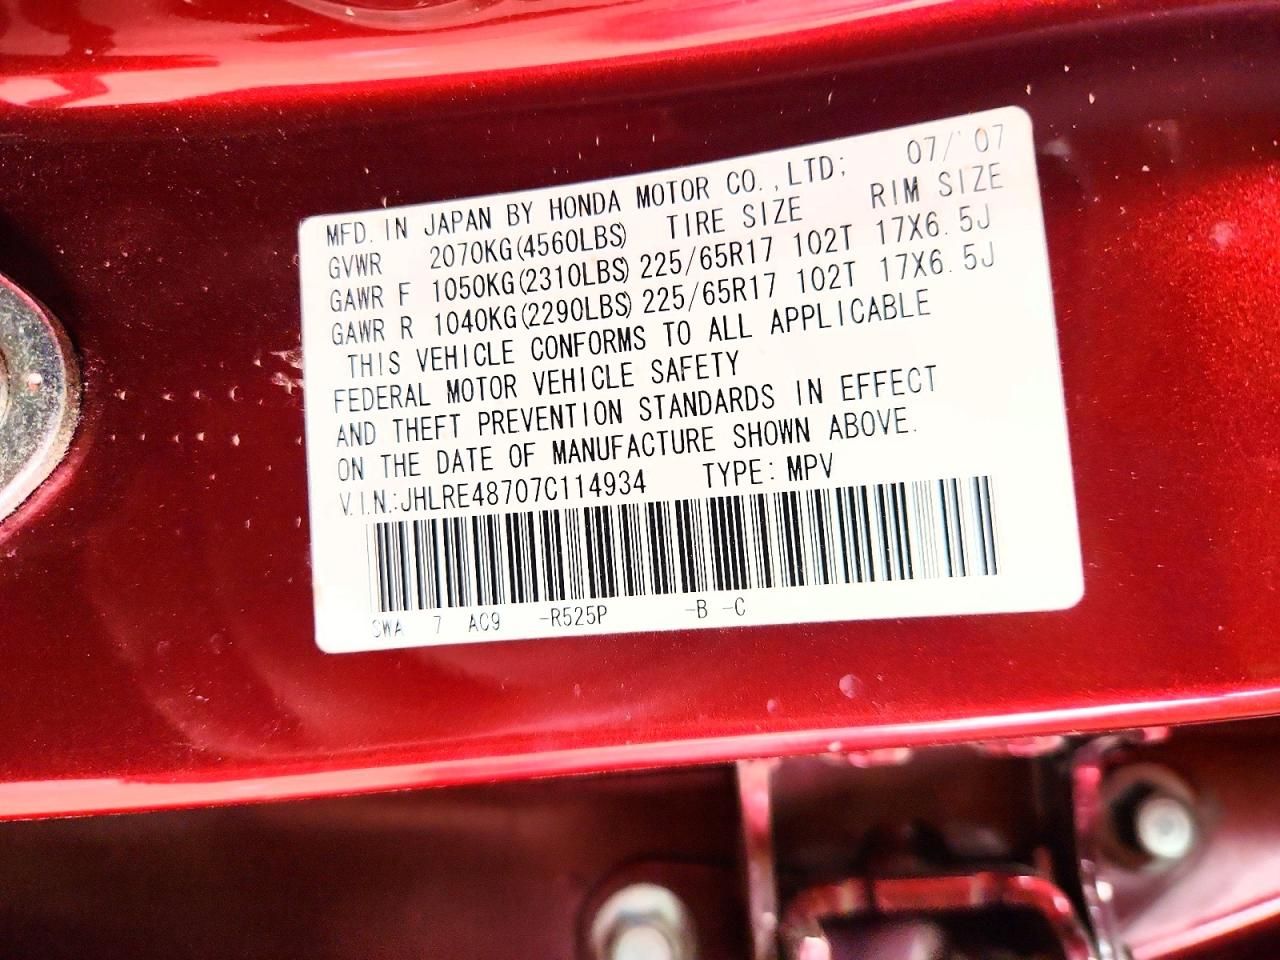 MFD. IN JAPAN BY HONDA MOTOR CO.,LTD; 07/'07
GVWR 2070KG(4560LBS) TIRE SIZE RIM SIZE
GAWR F 1050KG(2310LBS) 225/65R17 102T 17X6.5J
GAWR R 1040KG(2290LBS) 225/65R17 102T 17X6.5J
THIS VEHICLE CONFORMS TO ALL APPLICABLE
FEDERAL MOTOR VEHICLE SAFETY
AND THEFT PREVENTION STANDARDS IN EFFECT
ON THE DATE OF MANUFACTURE SHOWN ABOVE.
V.I.N.:JHLRE48707C114934 TYPE: MPV
SWA 7 AC9 -R525P -B -C